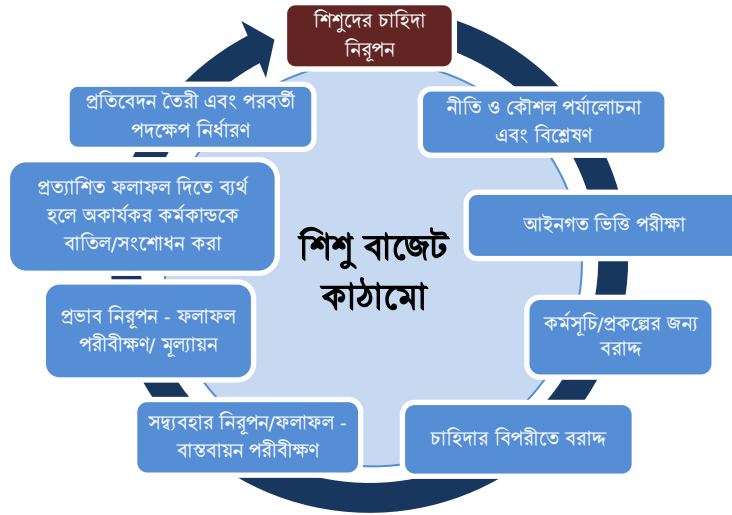 শিশুদের চাহিদা
নিরূপন
নীতি ও কৌশল পর্যালোচনা
এবং বিশ্লেষণ
আইনগত ভিত্তি পরীক্ষা
কর্মসূচি/প্রকল্পের জন্য
বরাদ্দ
চাহিদার বিপরীতে বরাদ্দ
সদ্ব্যবহার নিরূপন/ফলাফল -
বাস্তবায়ন পরীবীক্ষণ
প্রভাব নিরূপন - ফলাফল
পরীবীক্ষণ/ মূল্যায়ন
প্রত্যাশিত ফলাফল দিতে ব্যর্থ
হলে অকার্যকর কর্মকান্ডকে
বাতিল/সংশোধন করা
প্রতিবেদন তৈরী এবং পরবর্তী
পদক্ষেপ নির্ধারণ
শিশু বাজেট
কাঠামো